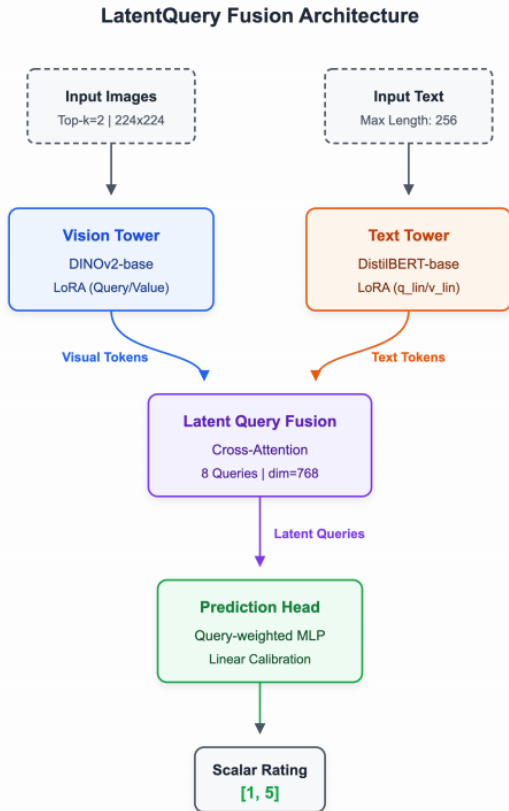 LatentQuery Fusion Architecture
Input Images
Top-k=2 | 224x224
Input Text
Max Length: 256
Vision Tower
DINOv2-base
LoRA (Query/Value)
Text Tower
DistilBERT-base
LoRA (q_lin/v_lin)
Visual Tokens
Text Tokens
Latent Query Fusion
Cross-Attention
8 Queries | dim=768
Latent Queries
Prediction Head
Query-weighted MLP
Linear Calibration
Scalar Rating
[1, 5]